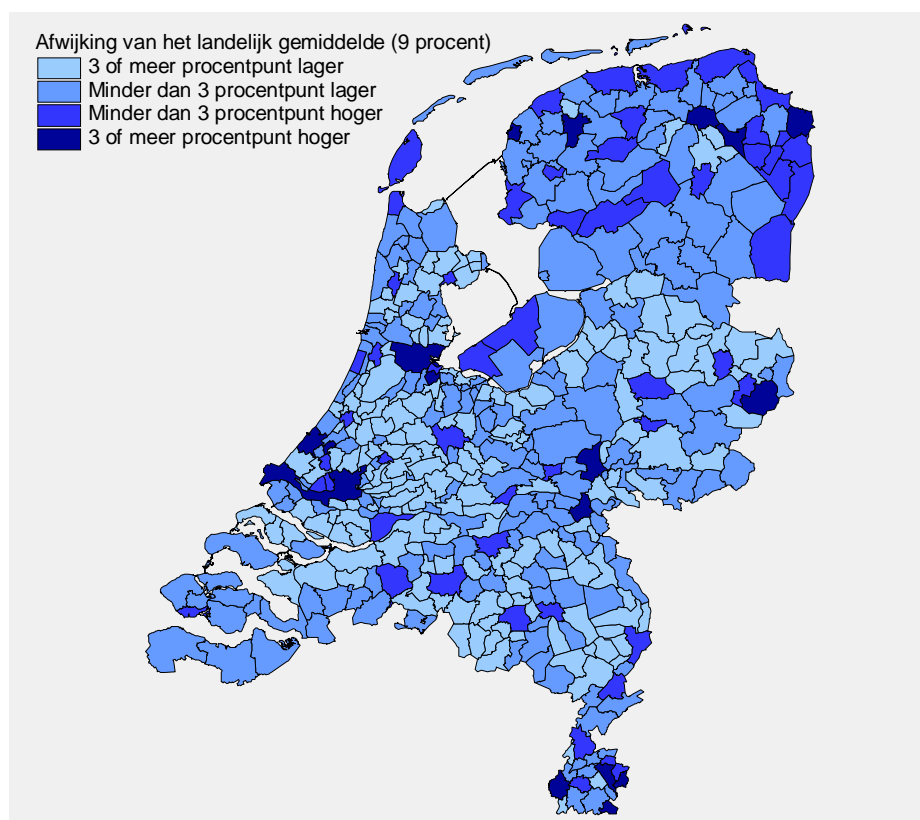 Afwijking van het landelijk gemiddelde (9 procent)
3 of meer procentpunt lager
Minder dan 3 procentpunt lager
Minder dan 3 procentpunt hoger
3 of meer procentpunt hoger